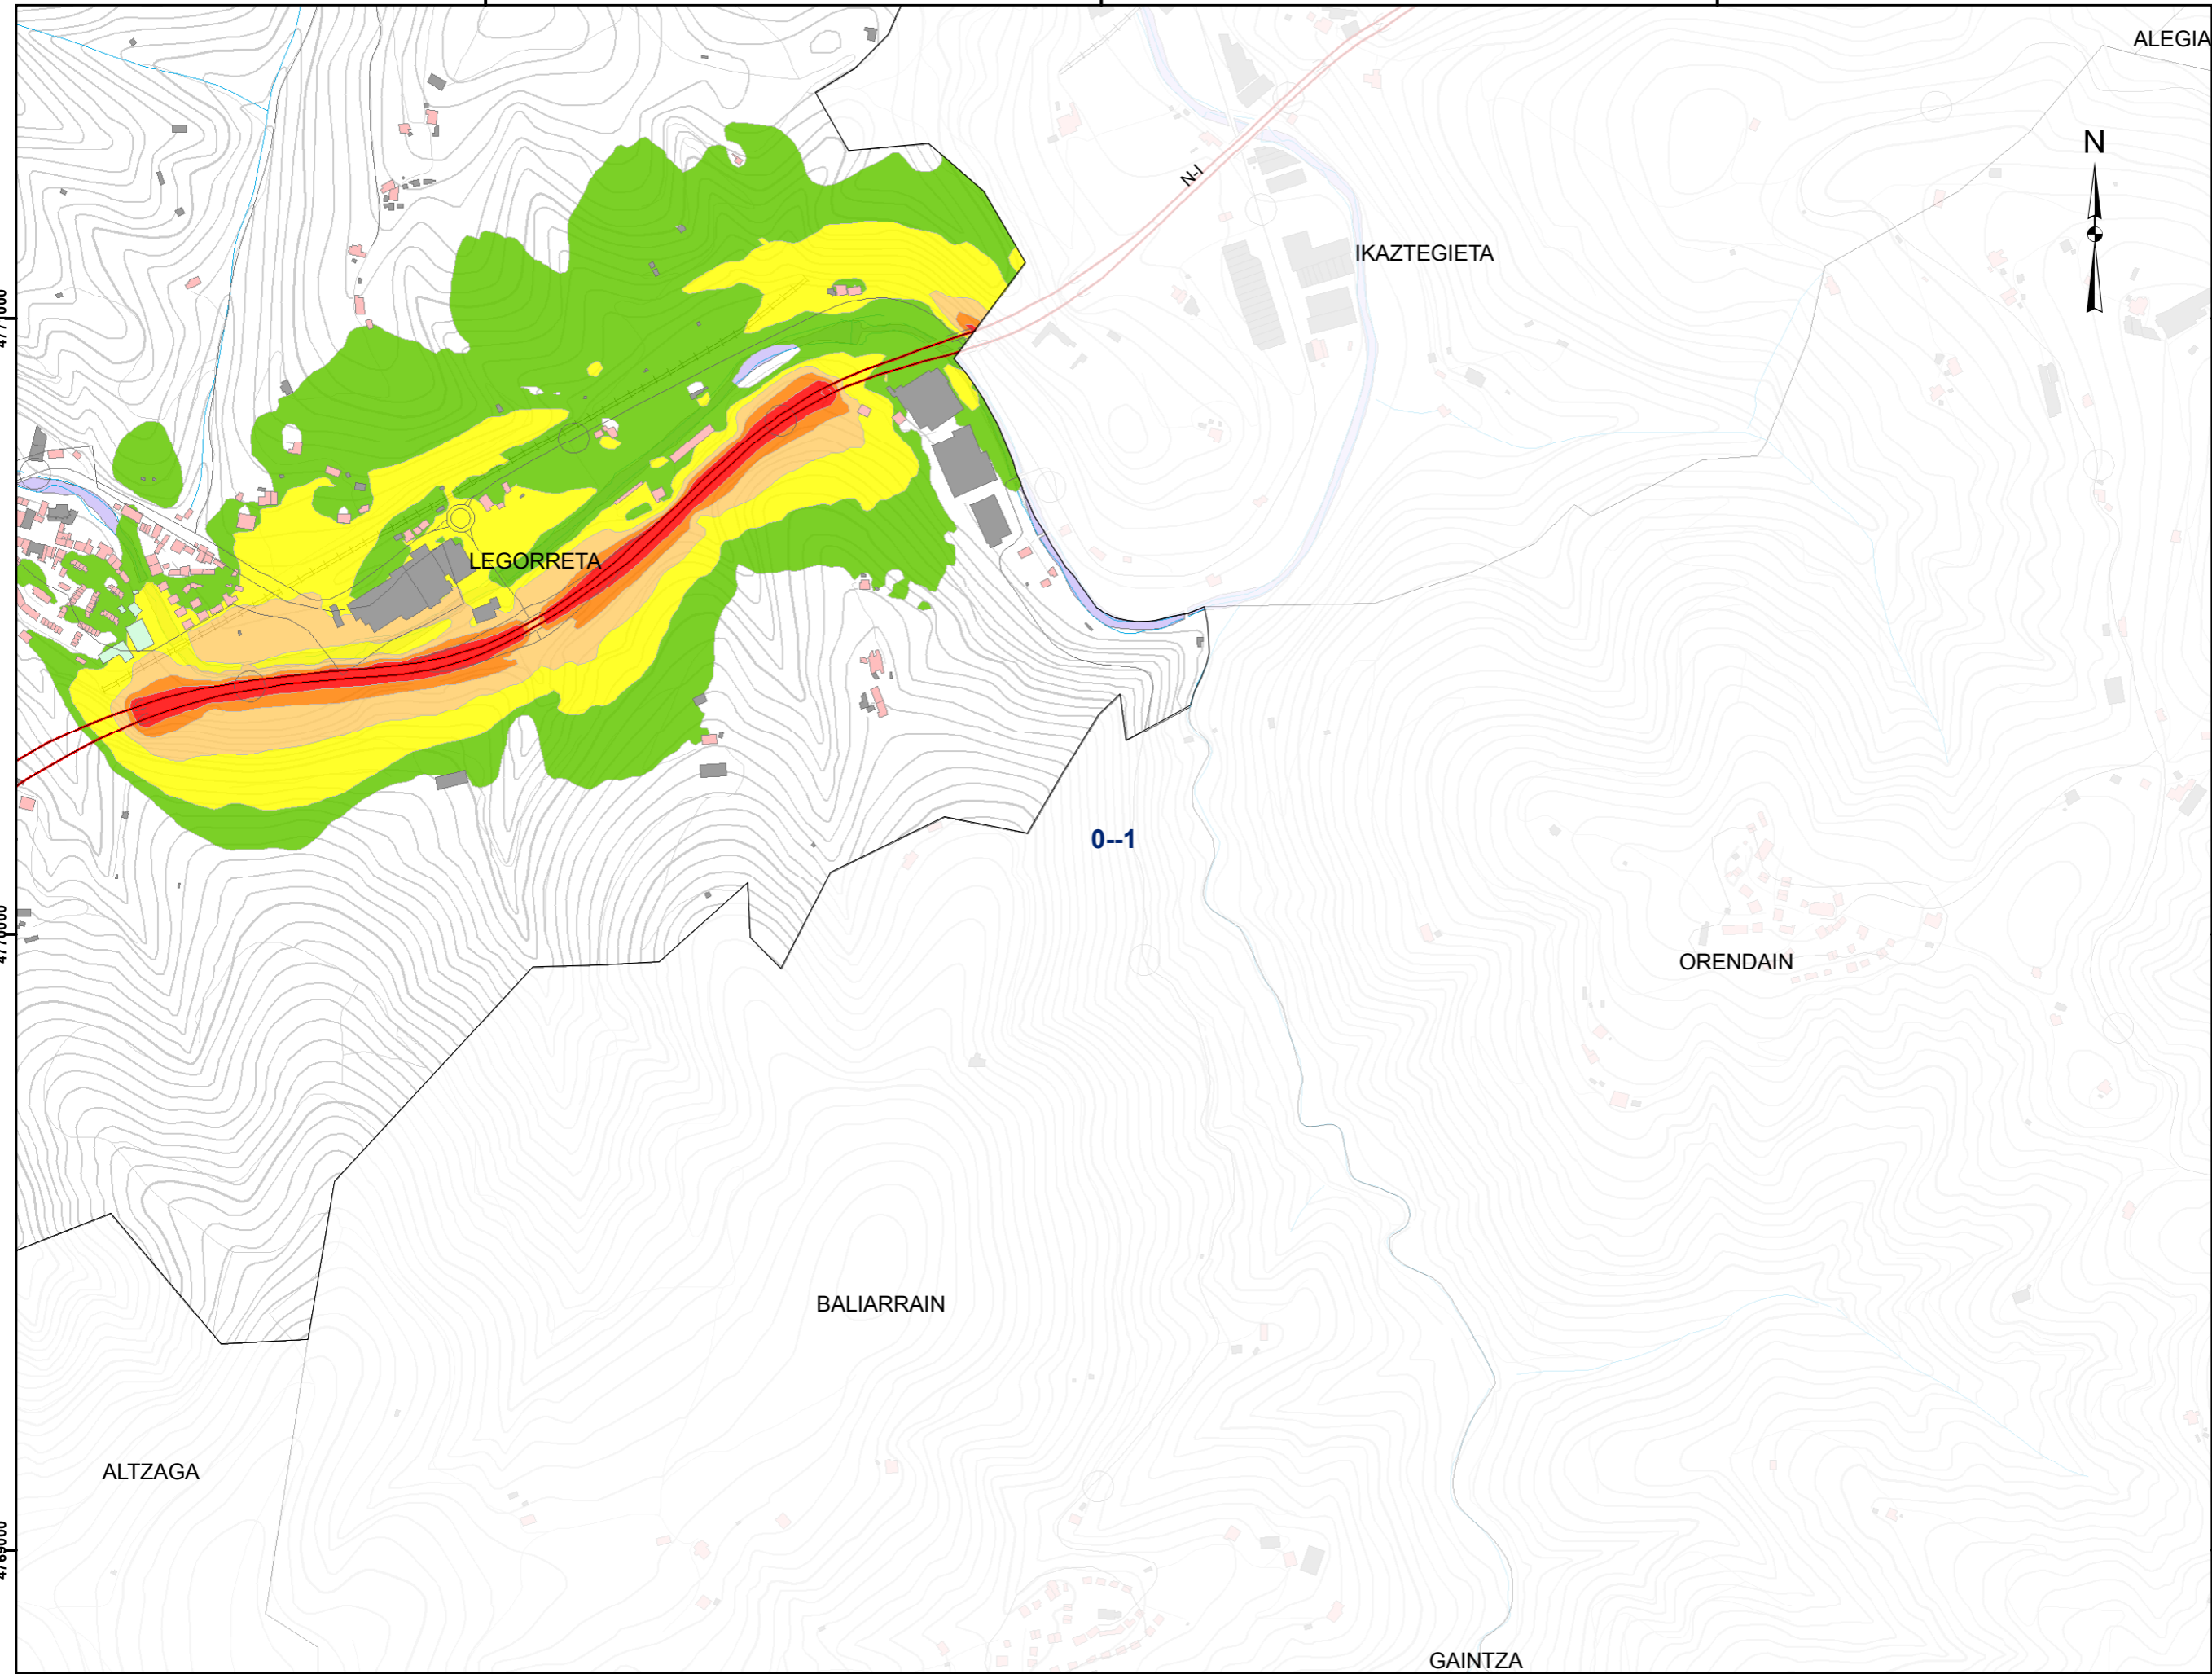 ALEGIA
N
N-I
IKAZTEGIETA
LEGORRETA
0--1
ORENDAIN
BALIARRAIN
ALTZAGA
GAINTZA